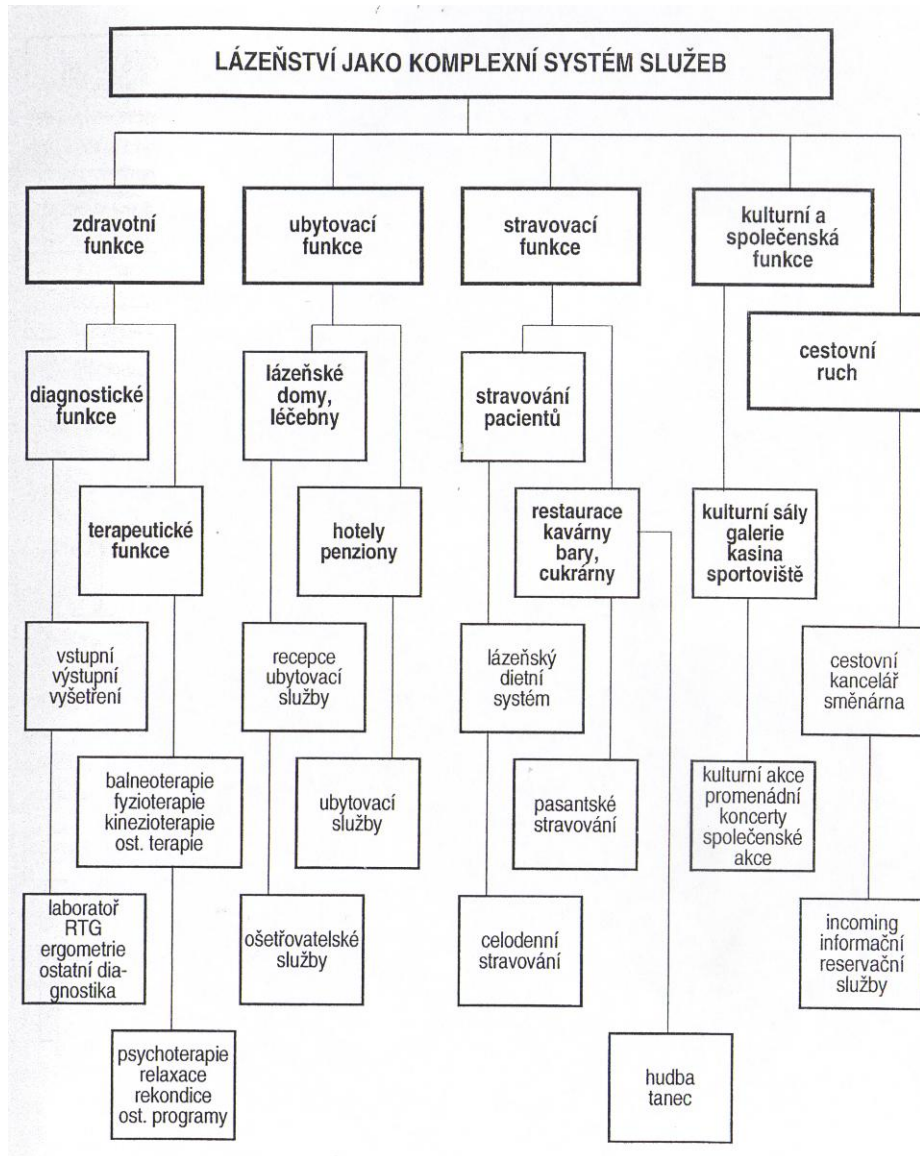 LÁZEŇSTVÍ JAKO KOMPLEXNÍ SYSTÉM SLUŽEB
zdravotní
funkce
ubytovací
funkce
stravovací
funkce
kulturní a
společenská
funkce
cestovní
ruch
diagnostické
funkce
lázeňské
domy,
léčebny
stravování
pacientů
terapeutické
funkce
hotely
penziony
restaurace
kavárny
bary,
cukrárny
kulturní sály
galerie
kasina
sportoviště
vstupní
výstupní
vyšetření
recepce
ubytovací
služby
lázeňský
dietní
systém
cestovní
kancelář
směnárna
balneoterapie
fyzioterapie
kinezioterapie
ost. terapie
ubytovací
služby
pasantské
stravování
kulturní akce
promenádní
koncerty
společenské
akce
laboratoř
RTG
ergometrie
ostatní dia-
gnostika
ošetřovatelské
služby
celodenní
stravování
incoming
informační
reservační
služby
psychoterapie
relaxace
rekondice
ost. programy
hudba
tanec